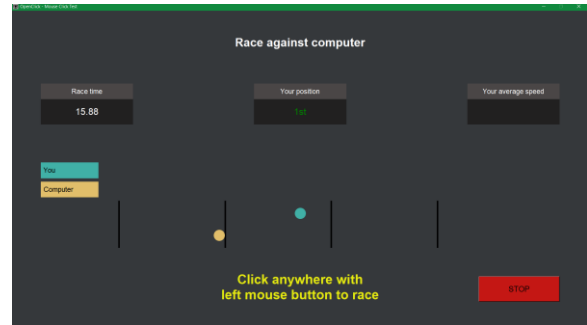 OpenClick - Mouse Click Test
Race against computer
Race time
Your position
Your average speed
15.88
1st
You
Computer
Click anywhere with
left mouse button to race
STOP